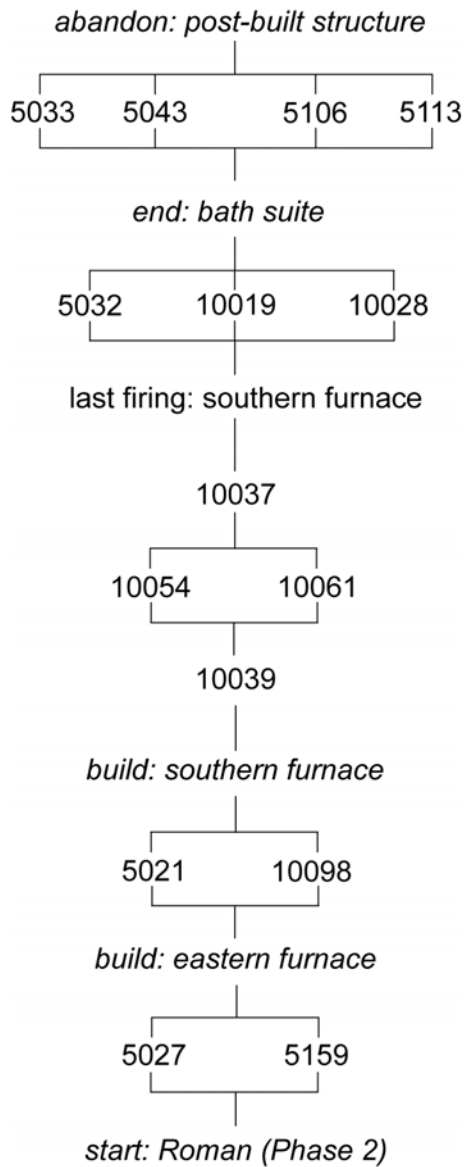 abandon: post-built structure
5033 5043 5106 5113
end: bath suite
5032 10019 10028
last firing: southern furnace
10037
10054 10061
10039
build: southern furnace
5021 10098
build: eastern furnace
5027 5159
start: Roman (Phase 2)